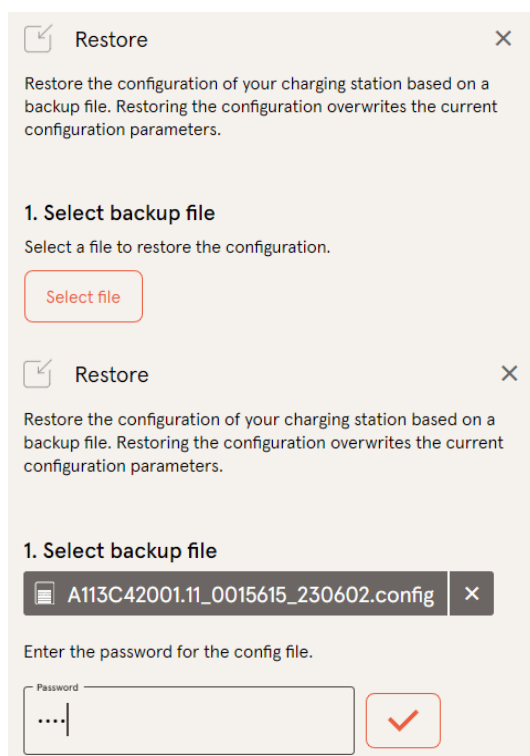 Restore
Restore the configuration of your charging station based on a
backup file. Restoring the configuration overwrites the current
configuration parameters.
1. Select backup file
Select a file to restore the configuration.
Select file
Restore
Restore the configuration of your charging station based on a
backup file. Restoring the configuration overwrites the current
configuration parameters.
1. Select backup file
A113C42001.11_0015615_230602.config
Enter the password for the config file.
Password
••••